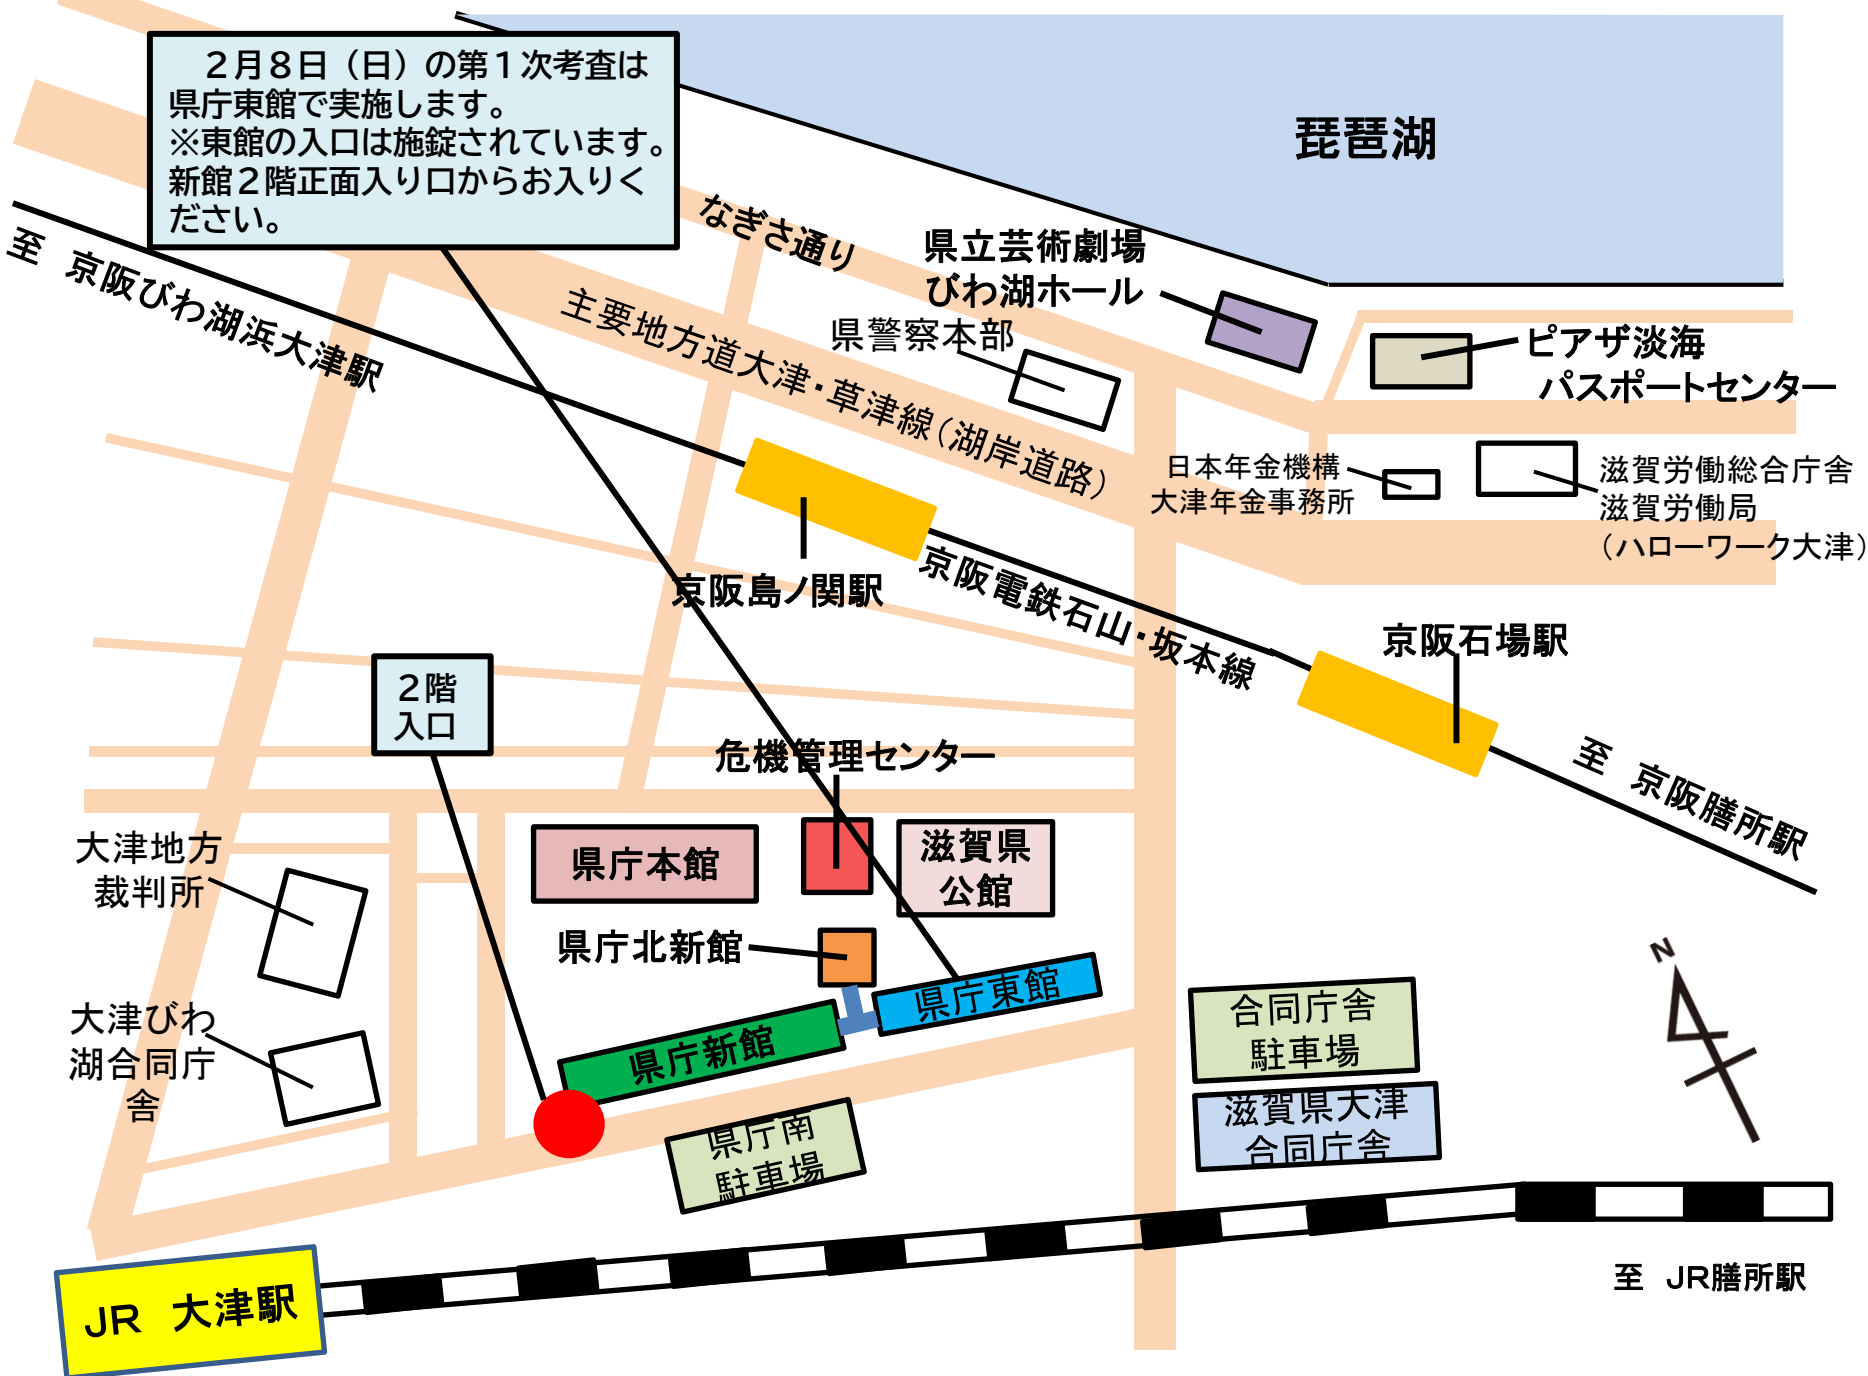 ２月８日（日）の第１次考査は
県庁東館で実施します。
※東館の入口は施錠されています。
新館２階正面入り口からお入りく
ださい。
琵琶湖
なぎさ通り
県立芸術劇場
びわ湖ホール
至　京阪びわ湖浜大津駅
主要地方道大津・草津線（湖岸道路）
県警察本部
ピアザ淡海
パスポートセンター
日本年金機構
大津年金事務所
滋賀労働総合庁舎
滋賀労働局
（ハローワーク大津）
京阪島ノ関駅
京阪電鉄石山・坂本線
京阪石場駅
至　京阪膳所駅
２階
入口
危機管理センター
大津地方
裁判所
県庁本館
滋賀県
公館
県庁北新館
県庁東館
県庁新館
大津びわ
湖合同庁
舎
合同庁舎
駐車場
滋賀県大津
合同庁舎
県庁南
駐車場
N
ＪＲ　大津駅
至　ＪＲ膳所駅